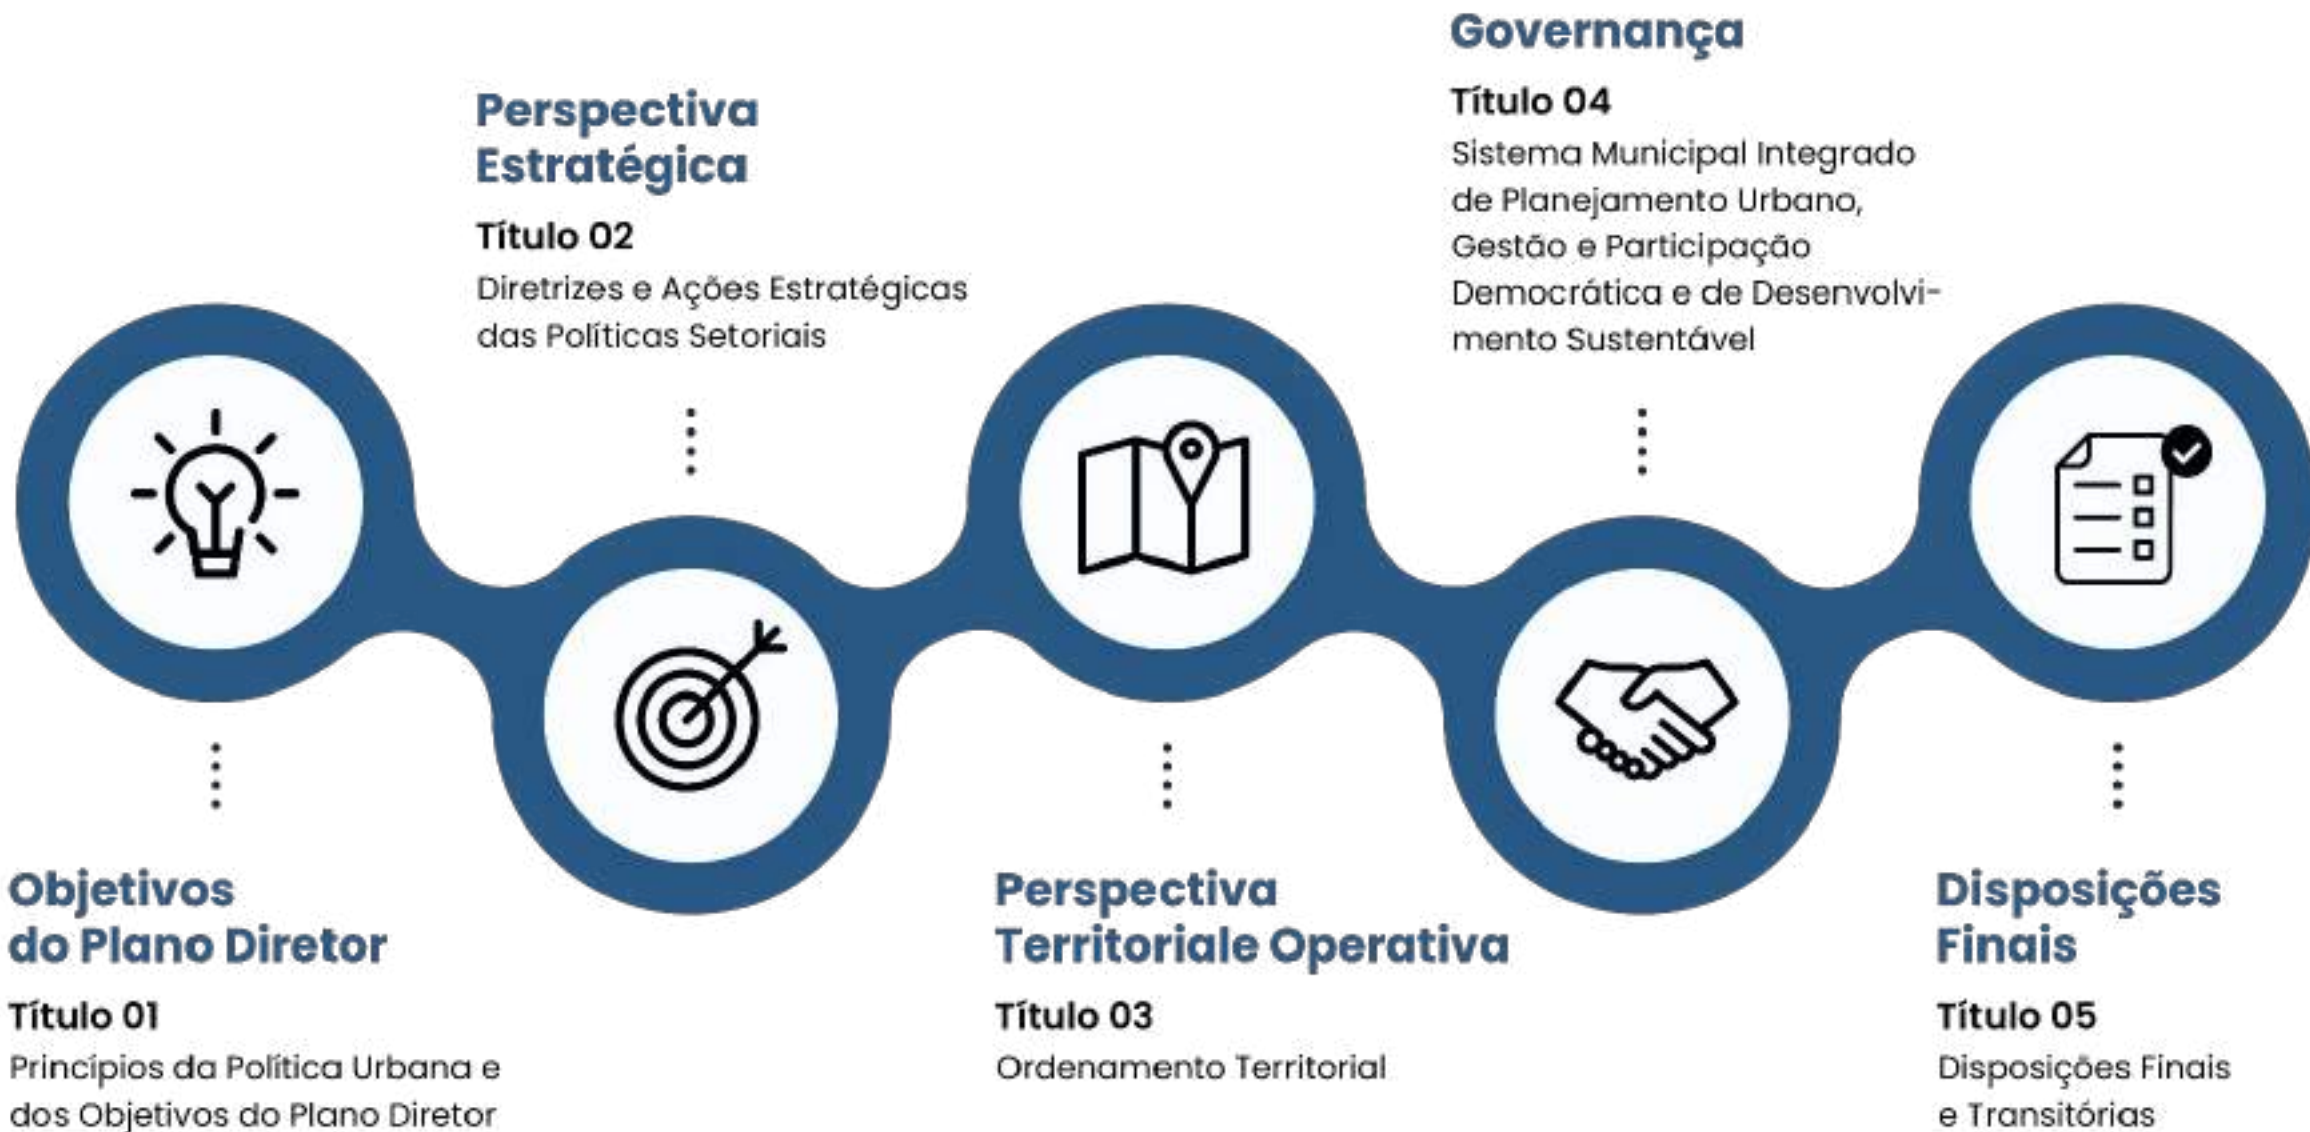 Objetivos
do Plano Diretor
Título 01
Princípios da Política Urbana e
dos Objetivos do Plano Diretor
Perspectiva
Estratégica
Título 02
Diretrizes e Ações Estratégicas
das Políticas Setoriais
Perspectiva
Territoriale Operativa
Título 03
Ordenamento Territorial
Governança
Título 04
Sistema Municipal Integrado
de Planejamento Urbano,
Gestão e Participação
Democrática e de Desenvolvi-
mento Sustentável
Disposições
Finais
Título 05
Disposições Finais
e Transitórias